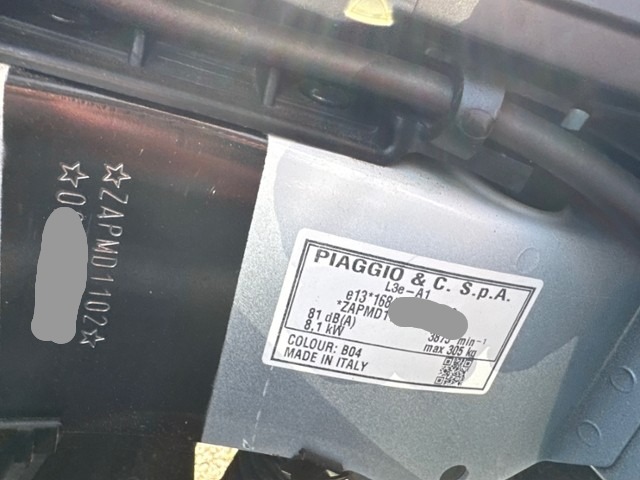 ☆ZAPMD1102☆
☆0
PIAGGIO & C. S.p.A.
L3e-A1
e13*168
*ZAPMD1
81 dB(A) 3875 min⁻¹
8.1 kW max 305 kg
COLOUR: B04
MADE IN ITALY